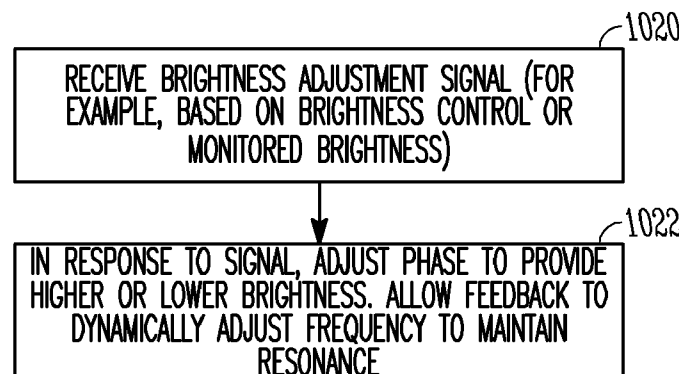 1020
RECEIVE BRIGHTNESS ADJUSTMENT SIGNAL (FOR
EXAMPLE, BASED ON BRIGHTNESS CONTROL OR
MONITORED BRIGHTNESS)
1022
IN RESPONSE TO SIGNAL, ADJUST PHASE TO PROVIDE
HIGHER OR LOWER BRIGHTNESS. ALLOW FEEDBACK TO
DYNAMICALLY ADJUST FREQUENCY TO MAINTAIN
RESONANCE